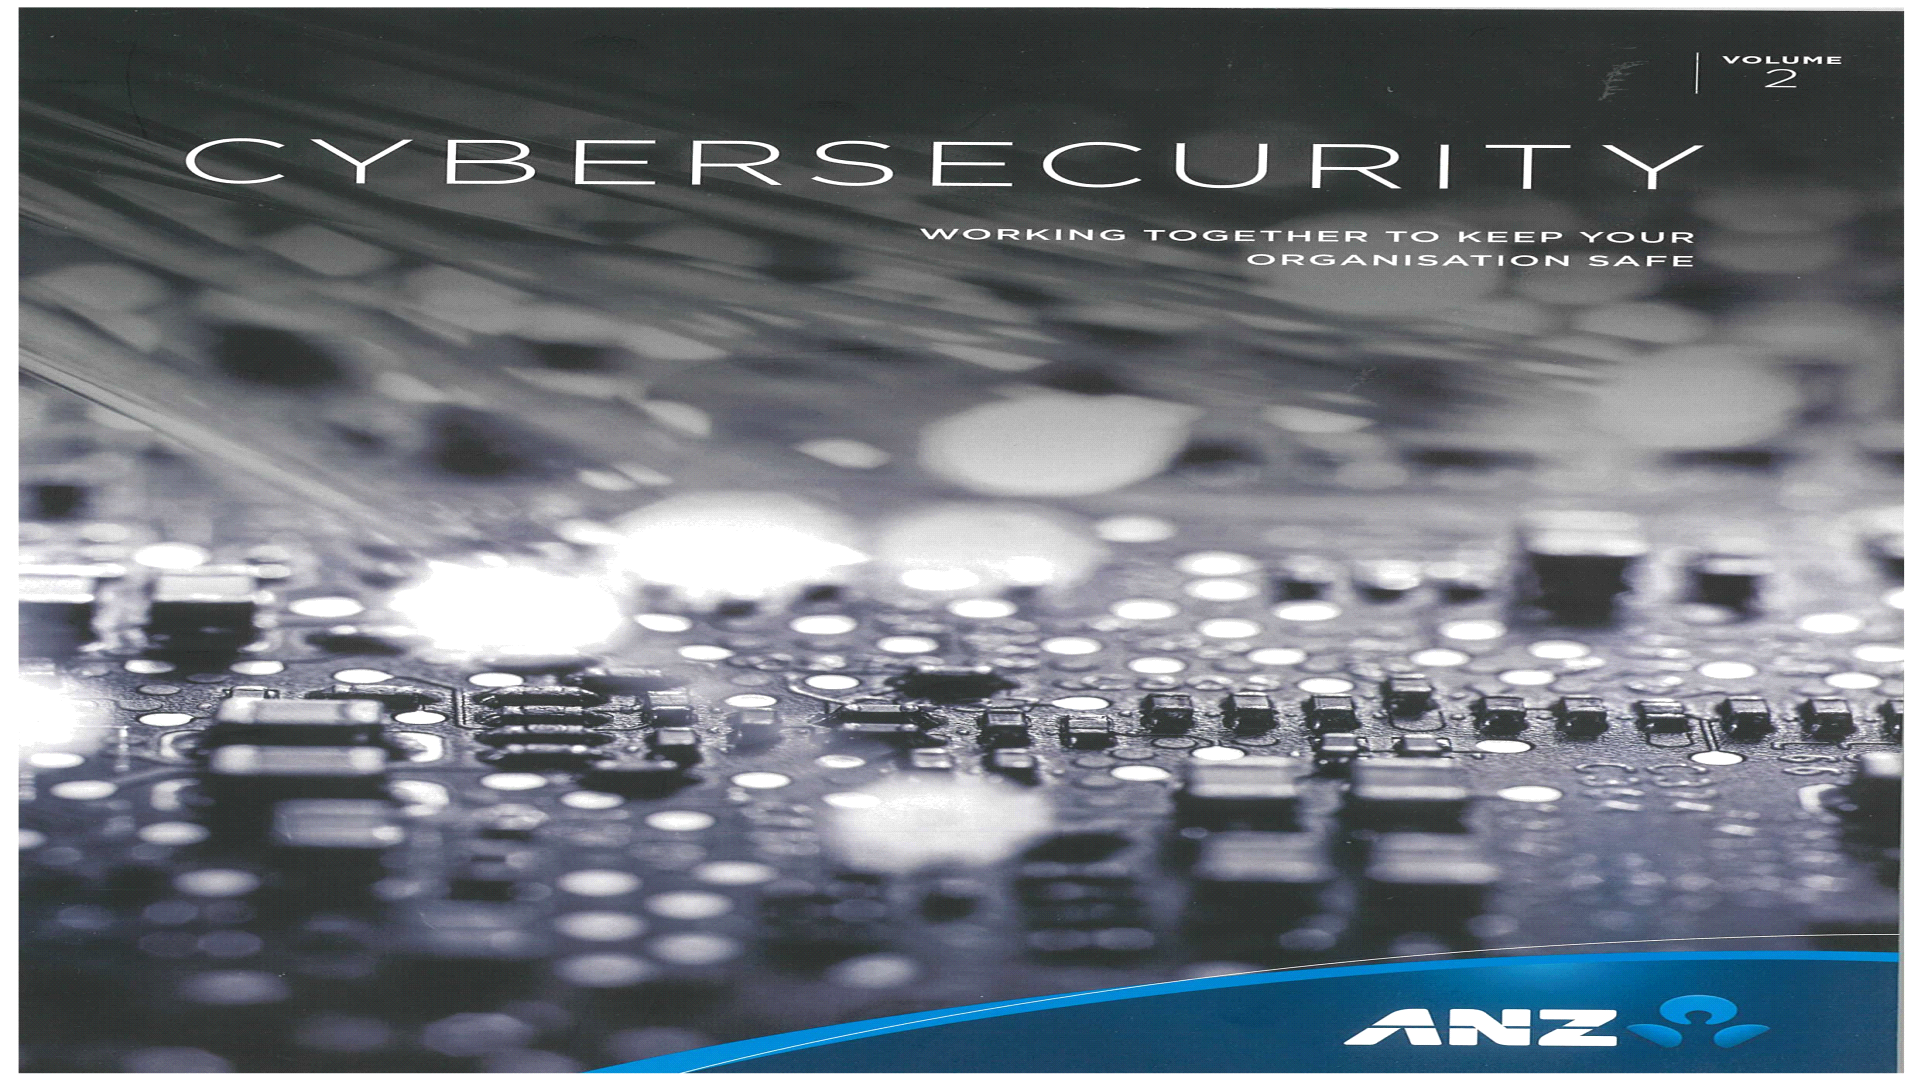 VOLUME
2
CYBERSECURITY
WORKING TOGETHER TO KEEP YOUR
ORGANISATION SAFE
ANZ